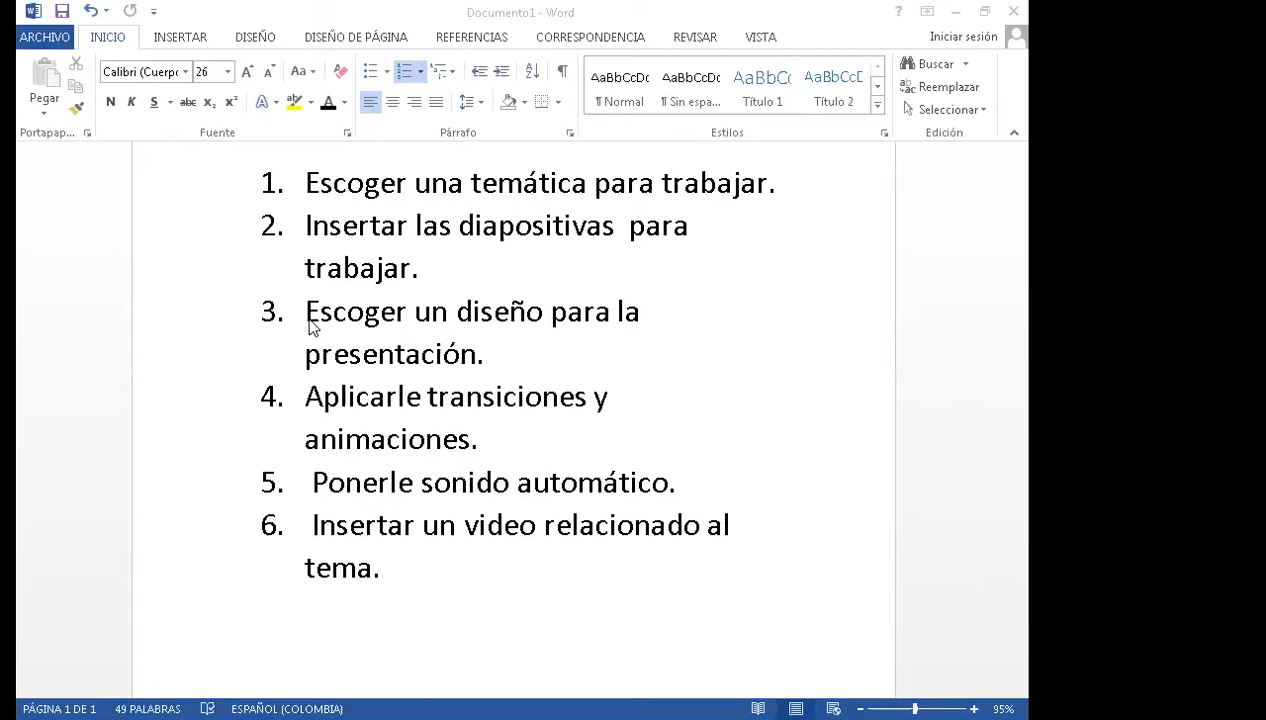 Documento1 - Word
ARCHIVO INICIO INSERTAR DISEÑO DISEÑO DE PÁGINA REFERENCIAS CORRESPONDENCIA REVISAR VISTA Iniciar sesión
Pegar
Calibri (Cuerpo 26
N K S abc x₂ x²
AaBbCcDc AaBbCcDc AaBbC( AaBbCcE
¶ Normal ¶ Sin espa... Título 1 Título 2
Buscar
Reemplazar
Seleccionar
Portapap... Fuente Párrafo Estilos Edición
1. Escoger una temática para trabajar.
2. Insertar las diapositivas para
trabajar.
3. Escoger un diseño para la
presentación.
4. Aplicarle transiciones y
animaciones.
5. Ponerle sonido automático.
6. Insertar un video relacionado al
tema.
PÁGINA 1 DE 1 49 PALABRAS ESPAÑOL (COLOMBIA) 95%